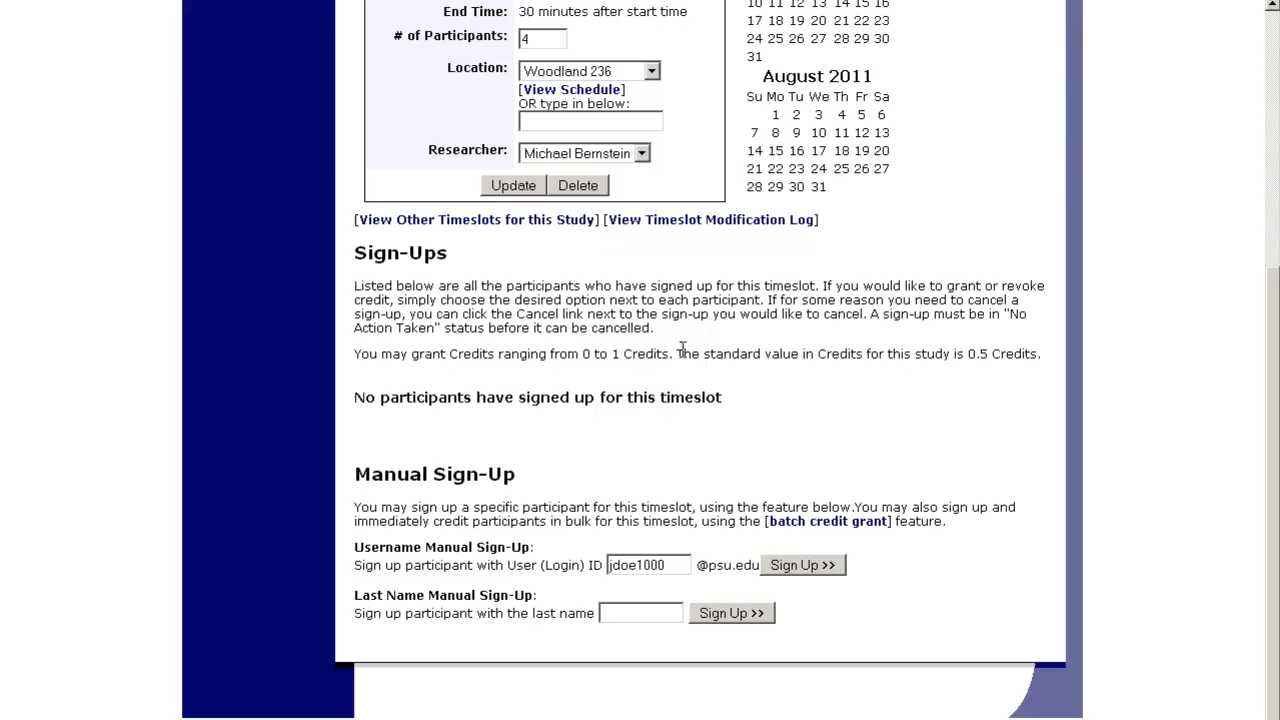 End Time: 30 minutes after start time
# of Participants: 4
Location: Woodland 236
[View Schedule]
OR type in below:
Researcher: Michael Bernstein
Update Delete
10 11 12 13 14 15 16
17 18 19 20 21 22 23
24 25 26 27 28 29 30
31
August 2011
Su Mo Tu We Th Fr Sa
1 2 3 4 5 6
7 8 9 10 11 12 13
14 15 16 17 18 19 20
21 22 23 24 25 26 27
28 29 30 31
[View Other Timeslots for this Study] [View Timeslot Modification Log]
Sign-Ups
Listed below are all the participants who have signed up for this timeslot. If you would like to grant or revoke
credit, simply choose the desired option next to each participant. If for some reason you need to cancel a
sign-up, you can click the Cancel link next to the sign-up you would like to cancel. A sign-up must be in "No
Action Taken" status before it can be cancelled.
You may grant Credits ranging from 0 to 1 Credits. The standard value in Credits for this study is 0.5 Credits.
No participants have signed up for this timeslot
Manual Sign-Up
You may sign up a specific participant for this timeslot, using the feature below.You may also sign up and
immediately credit participants in bulk for this timeslot, using the [batch credit grant] feature.
Username Manual Sign-Up:
Sign up participant with User (Login) ID jdoe1000 @psu.edu Sign Up >>
Last Name Manual Sign-Up:
Sign up participant with the last name Sign Up >>